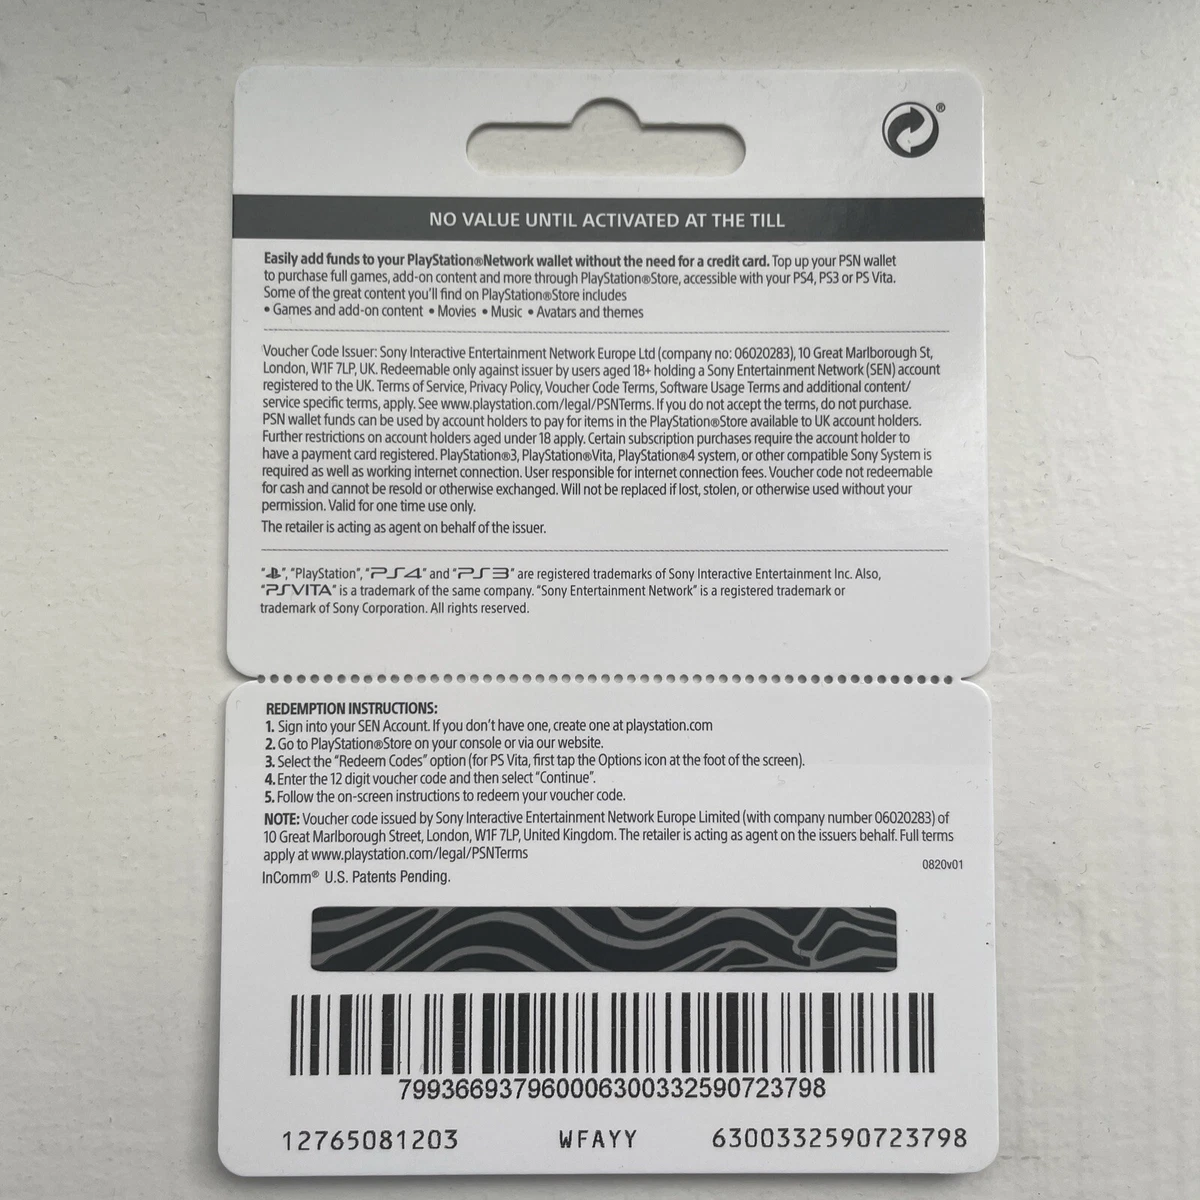 ®
NO VALUE UNTIL ACTIVATED AT THE TILL
Easily add funds to your PlayStation®Network wallet without the need for a credit card. Top up your PSN wallet
to purchase full games, add-on content and more through PlayStation®Store, accessible with your PS4, PS3 or PS Vita.
Some of the great content you'll find on PlayStation®Store includes
• Games and add-on content • Movies • Music • Avatars and themes
Voucher Code Issuer: Sony Interactive Entertainment Network Europe Ltd (company no: 06020283), 10 Great Marlborough St,
London, W1F 7LP, UK. Redeemable only against issuer by users aged 18+ holding a Sony Entertainment Network (SEN) account
registered to the UK. Terms of Service, Privacy Policy, Voucher Code Terms, Software Usage Terms and additional content/
service specific terms, apply. See www.playstation.com/legal/PSNTerms. If you do not accept the terms, do not purchase.
PSN wallet funds can be used by account holders to pay for items in the PlayStation®Store available to UK account holders.
Further restrictions on account holders aged under 18 apply. Certain subscription purchases require the account holder to
have a payment card registered. PlayStation®3, PlayStation®Vita, PlayStation®4 system, or other compatible Sony System is
required as well as working internet connection. User responsible for internet connection fees. Voucher code not redeemable
for cash and cannot be resold or otherwise exchanged. Will not be replaced if lost, stolen, or otherwise used without your
permission. Valid for one time use only.
The retailer is acting as agent on behalf of the issuer.
"PS", "PlayStation", "PS4" and "PS3" are registered trademarks of Sony Interactive Entertainment Inc. Also,
"PSVITA" is a trademark of the same company. "Sony Entertainment Network" is a registered trademark or
trademark of Sony Corporation. All rights reserved.
REDEMPTION INSTRUCTIONS:
1. Sign into your SEN Account. If you don't have one, create one at playstation.com
2. Go to PlayStation®Store on your console or via our website.
3. Select the "Redeem Codes" option (for PS Vita, first tap the Options icon at the foot of the screen).
4. Enter the 12 digit voucher code and then select "Continue".
5. Follow the on-screen instructions to redeem your voucher code.
NOTE: Voucher code issued by Sony Interactive Entertainment Network Europe Limited (with company number 06020283) of
10 Great Marlborough Street, London, W1F 7LP, United Kingdom. The retailer is acting as agent on the issuers behalf. Full terms
apply at www.playstation.com/legal/PSNTerms
0820v01
InComm® U.S. Patents Pending.
799366937960006300332590723798
12765081203 WFAYY 6300332590723798